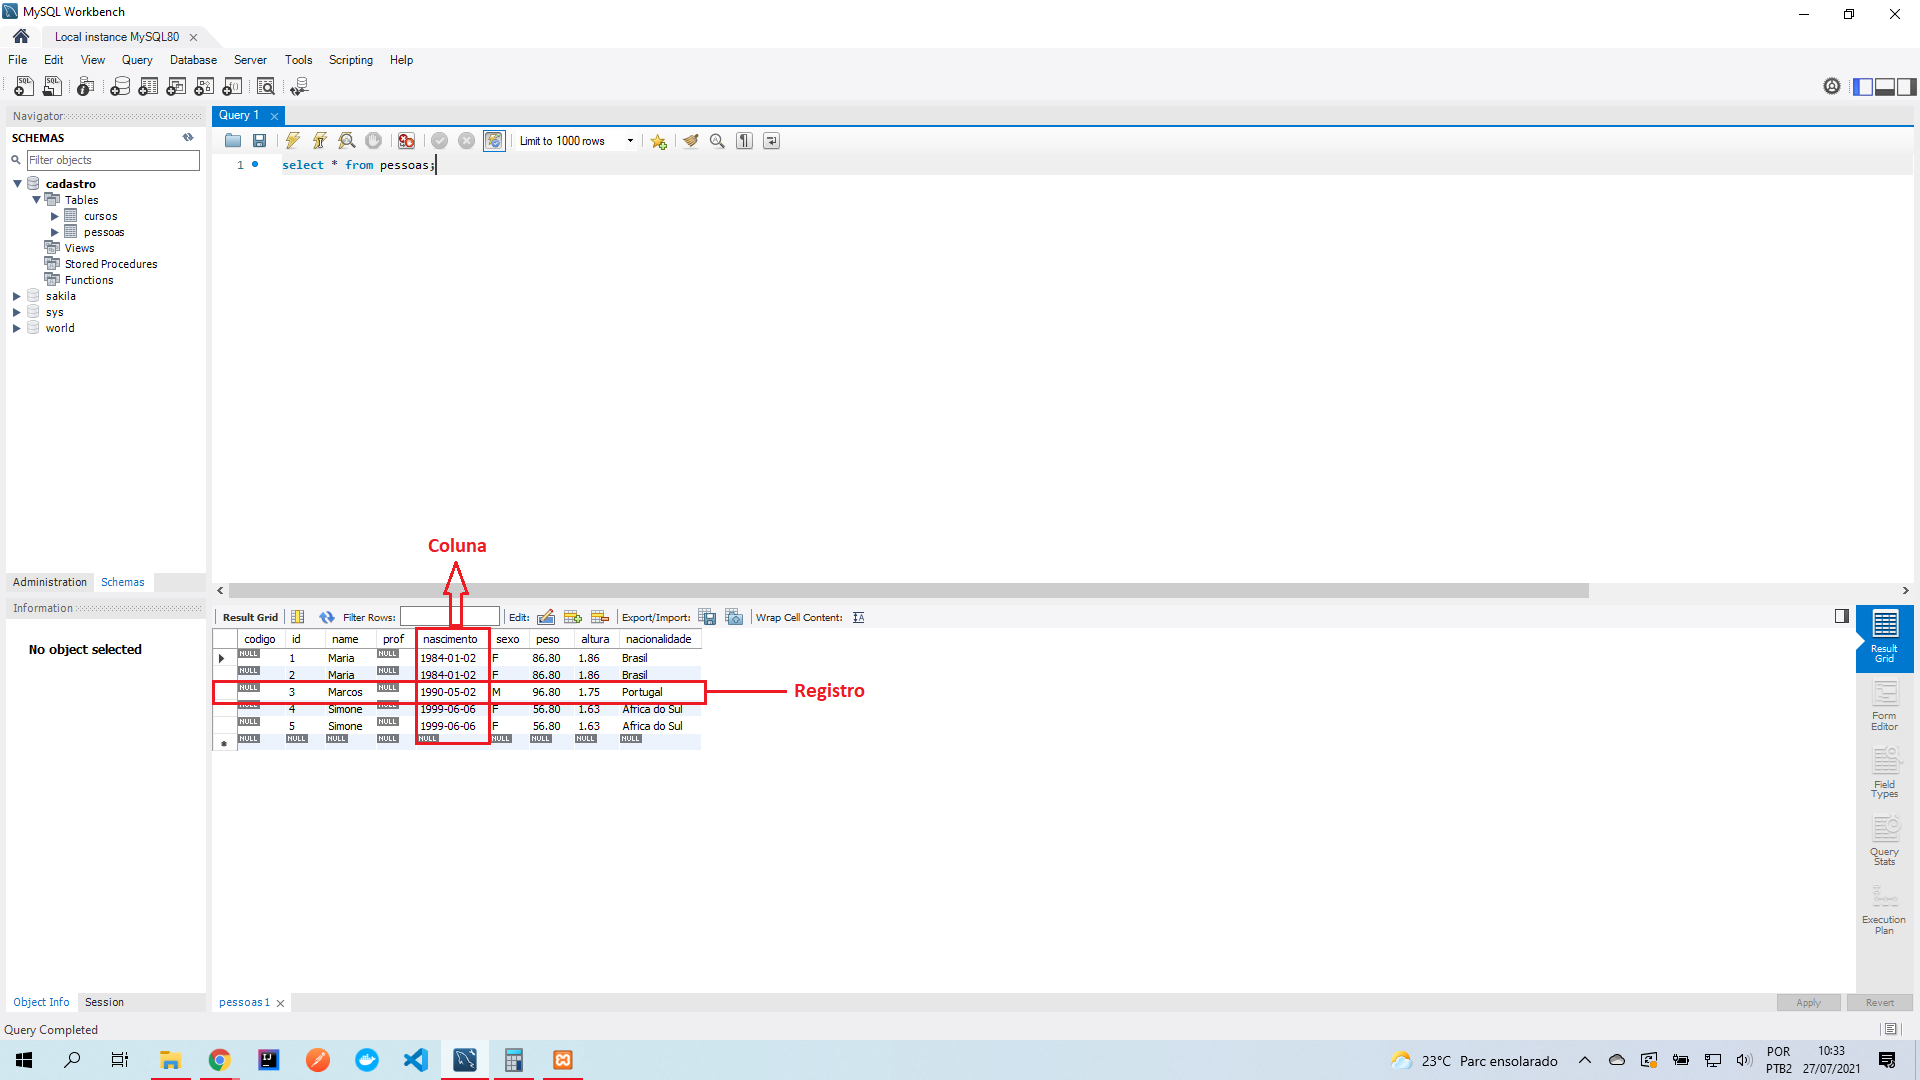 MySQL Workbench
Local instance MySQL80
File Edit View Query Database Server Tools Scripting Help
Navigator
SCHEMAS
Filter objects
cadastro
Tables
cursos
pessoas
Views
Stored Procedures
Functions
sakila
sys
world
Administration Schemas
Information
No object selected
Object Info Session
Query 1
Limit to 1000 rows
1 select * from pessoas;
Coluna
Result Grid Filter Rows: Edit: Export/Import: Wrap Cell Content:
codigo id name prof nascimento sexo peso altura nacionalidade
NULL 1 Maria NULL 1984-01-02 F 86.80 1.86 Brasil
NULL 2 Maria NULL 1984-01-02 F 86.80 1.86 Brasil
NULL 3 Marcos NULL 1990-05-02 M 96.80 1.75 Portugal
Registro
NULL 4 Simone NULL 1999-06-06 F 56.80 1.63 Africa do Sul
NULL 5 Simone NULL 1999-06-06 F 56.80 1.63 Africa do Sul
NULL NULL NULL NULL NULL NULL NULL NULL NULL
Result
Grid
Form
Editor
Field
Types
Query
Stats
Execution
Plan
pessoas 1
Apply Revert
Query Completed
23°C Parc ensolarado
POR
PTB2
10:33
27/07/2021